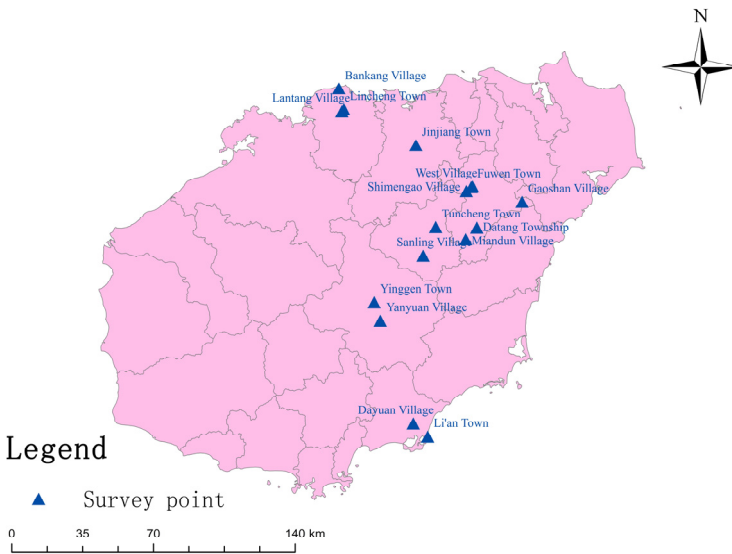 N
Bankang Village
Lantang Village Lincheng Town
Jinjiang Town
West Village Fuwen Town
Shimengao Village
Gaoshan Village
Tuncheng Town
Datang Township
Sanling Village
Miandun Village
Yinggen Town
Yanyuan Village
Dayuan Village
Li'an Town
Legend
Survey point
0 35 70 140 km